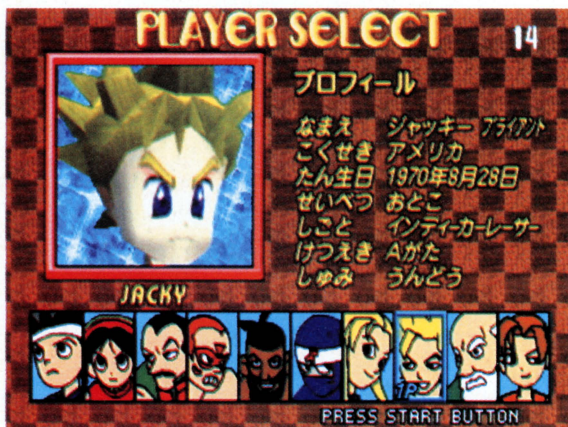 PLAYER SELECT 14
プロフィール
なまえ ジャッキー ブライアント
こくせき アメリカ
たん生日 1970年8月28日
せいべつ おとこ
しごと インディーカーレーサー
けつえき Aがた
しゅみ うんどう
JACKY
1P
PRESS START BUTTON